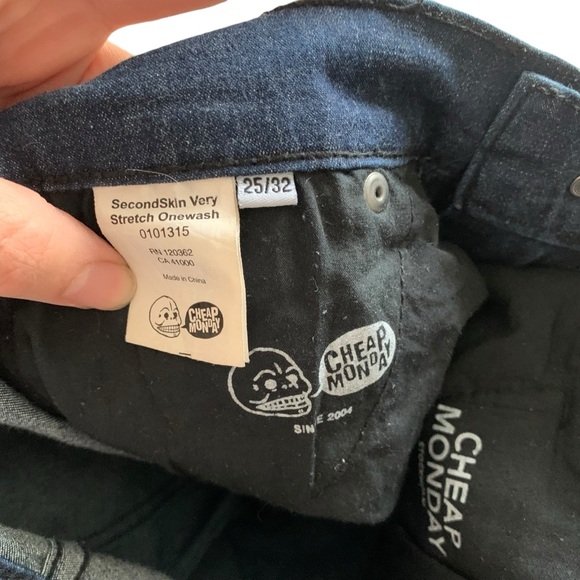 SecondSkin Very
Stretch Onewash
0101315
RN 120362
CA 41000
Made in China
CHEAP
MONDAY
25/32
CHEAP
MONDAY
SINCE 2004
CHEAP
MONDAY